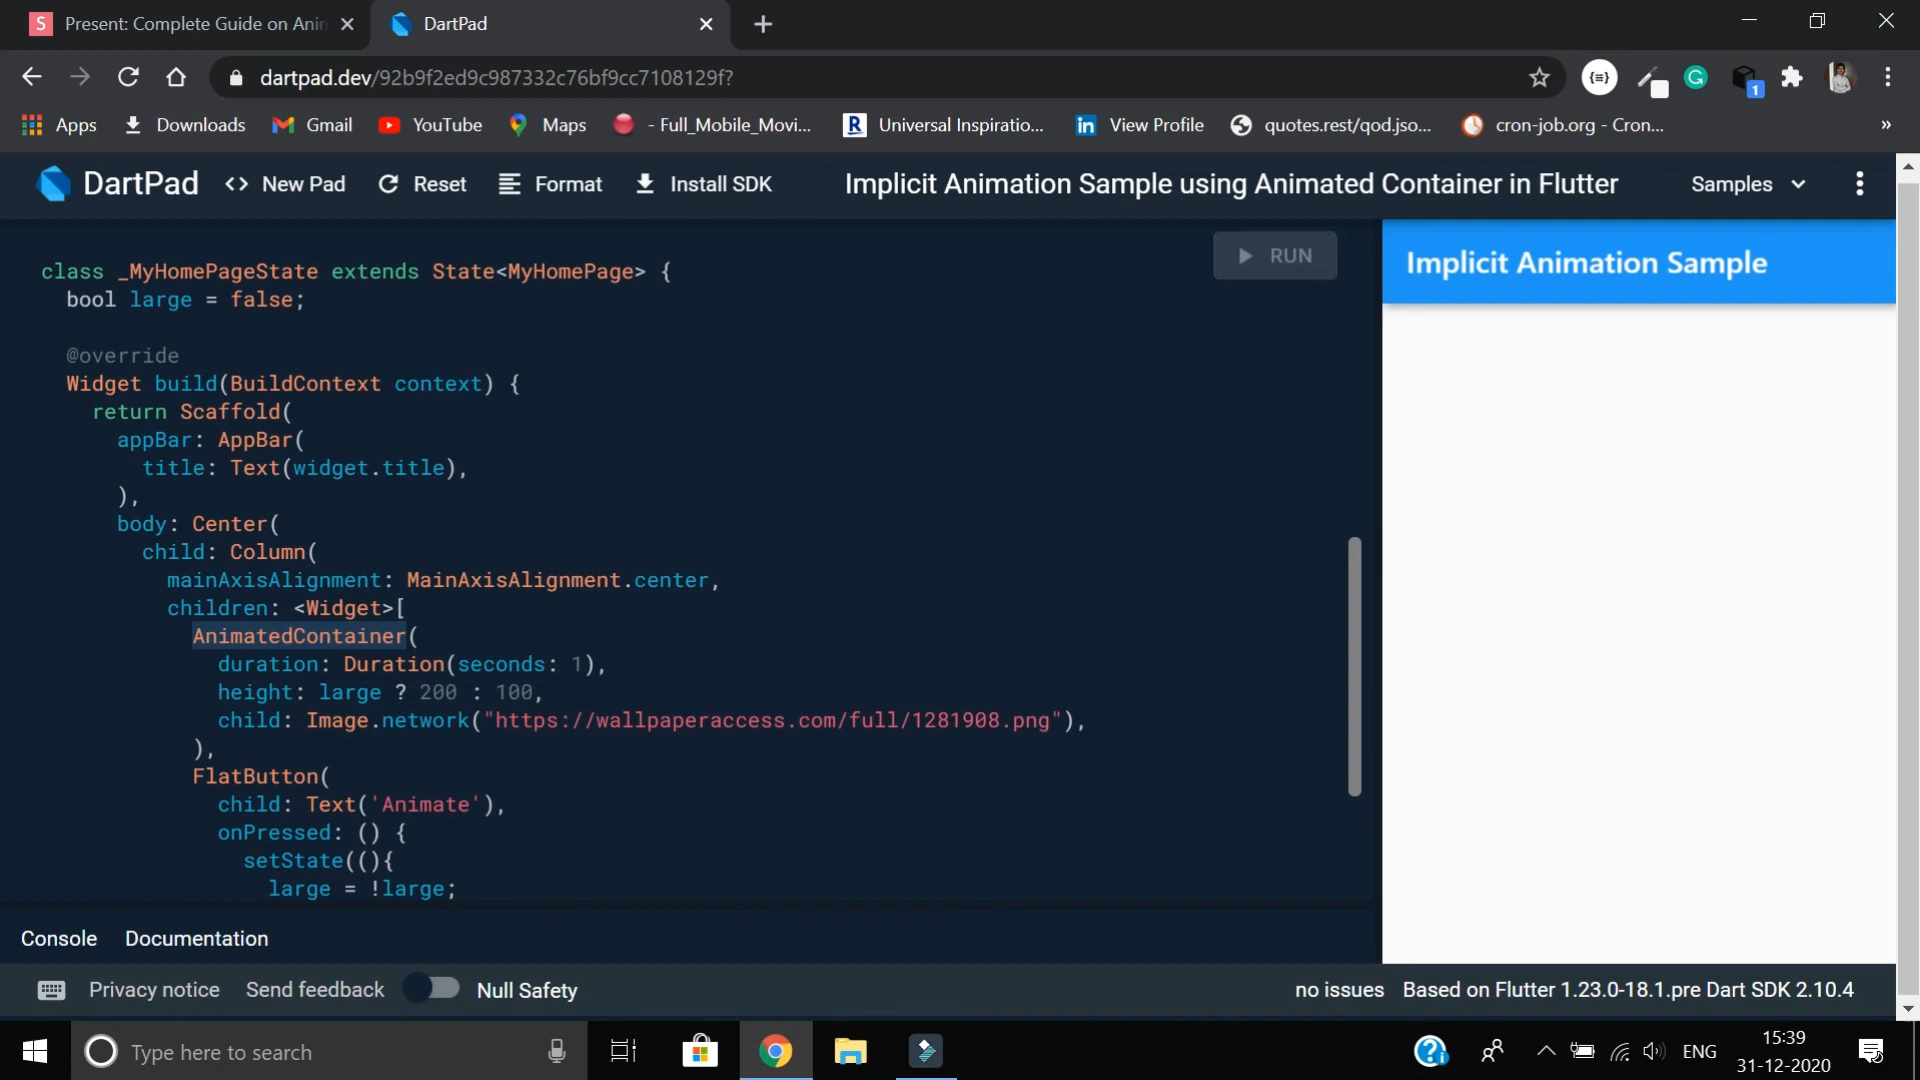 S Present: Complete Guide on Anin
DartPad
dartpad.dev/92b9f2ed9c987332c76bf9cc7108129f?
G
1
Apps Downloads Gmail YouTube Maps - Full_Mobile_Movi... R Universal Inspiratio... in View Profile quotes.rest/qod.jso... cron-job.org - Cron... »
DartPad <> New Pad Reset Format Install SDK Implicit Animation Sample using Animated Container in Flutter Samples
RUN
class _MyHomePageState extends State<MyHomePage> {
bool large = false;
@override
Widget build(BuildContext context) {
return Scaffold(
appBar: AppBar(
title: Text(widget.title),
),
body: Center(
child: Column(
mainAxisAlignment: MainAxisAlignment.center,
children: <Widget>[
AnimatedContainer(
duration: Duration(seconds: 1),
height: large ? 200 : 100,
child: Image.network("https://wallpaperaccess.com/full/1281908.png"),
),
FlatButton(
child: Text('Animate'),
onPressed: () {
setState((){
large = !large;
Implicit Animation Sample
Console Documentation
Privacy notice Send feedback Null Safety no issues Based on Flutter 1.23.0-18.1.pre Dart SDK 2.10.4
Type here to search
ENG
15:39
31-12-2020